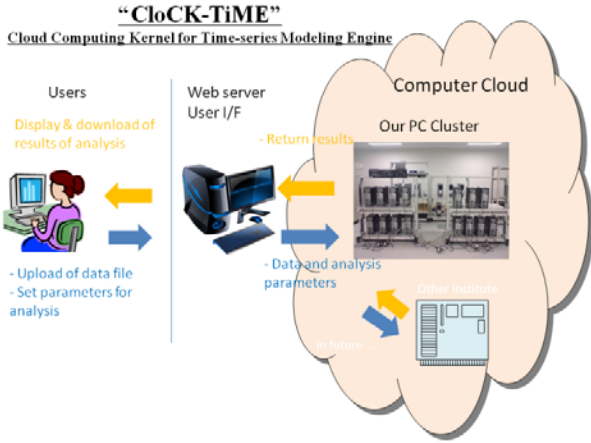 “CloCK-TiME”
Cloud Computing Kernel for Time-series Modeling Engine
Users
Web server
User I/F
Computer Cloud
Our PC Cluster
Display & download of
results of analysis
- Return results
- Upload of data file
- Set parameters for
analysis
- Data and analysis
parameters
Other institute
in future ...